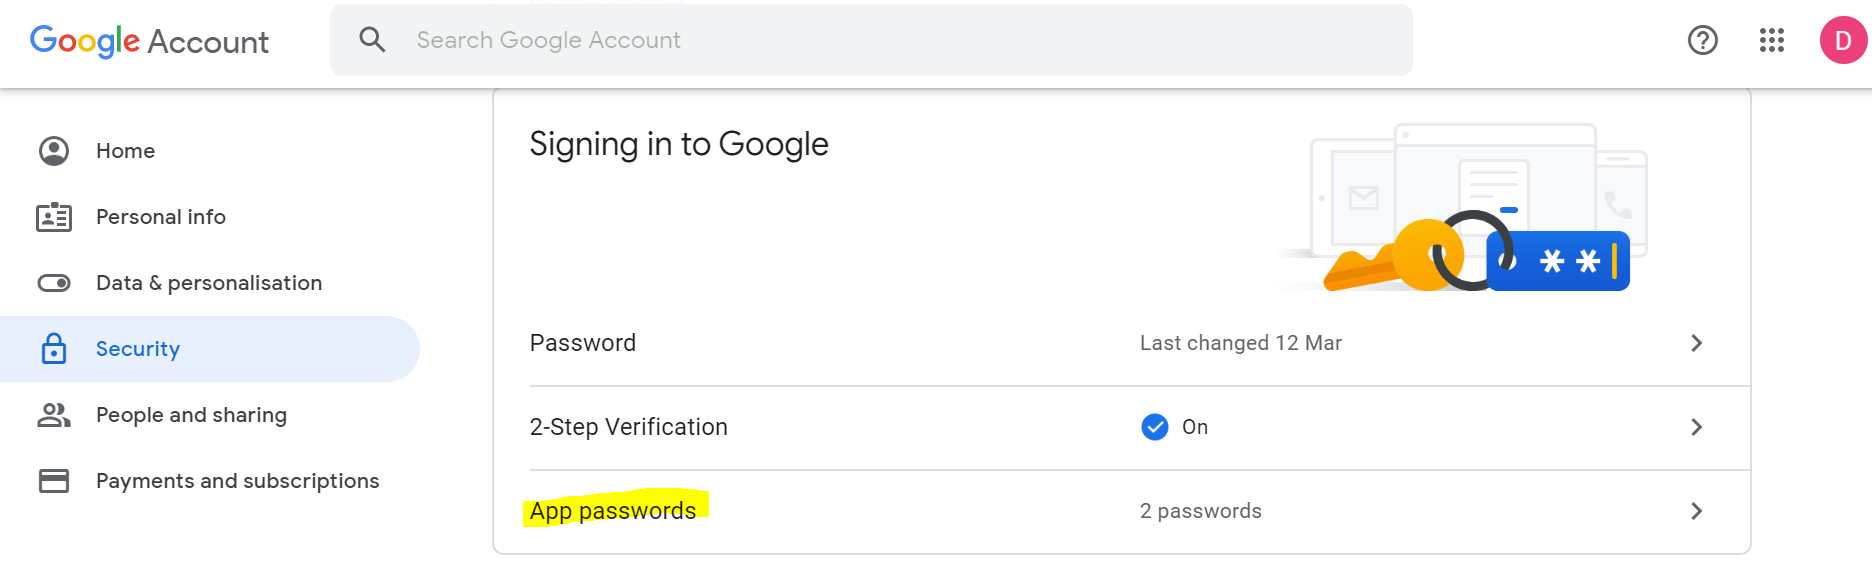 Google Account
Search Google Account
D
Home
Personal info
Data & personalisation
Security
People and sharing
Payments and subscriptions
Signing in to Google
**
Password Last changed 12 Mar
2-Step Verification On
App passwords 2 passwords